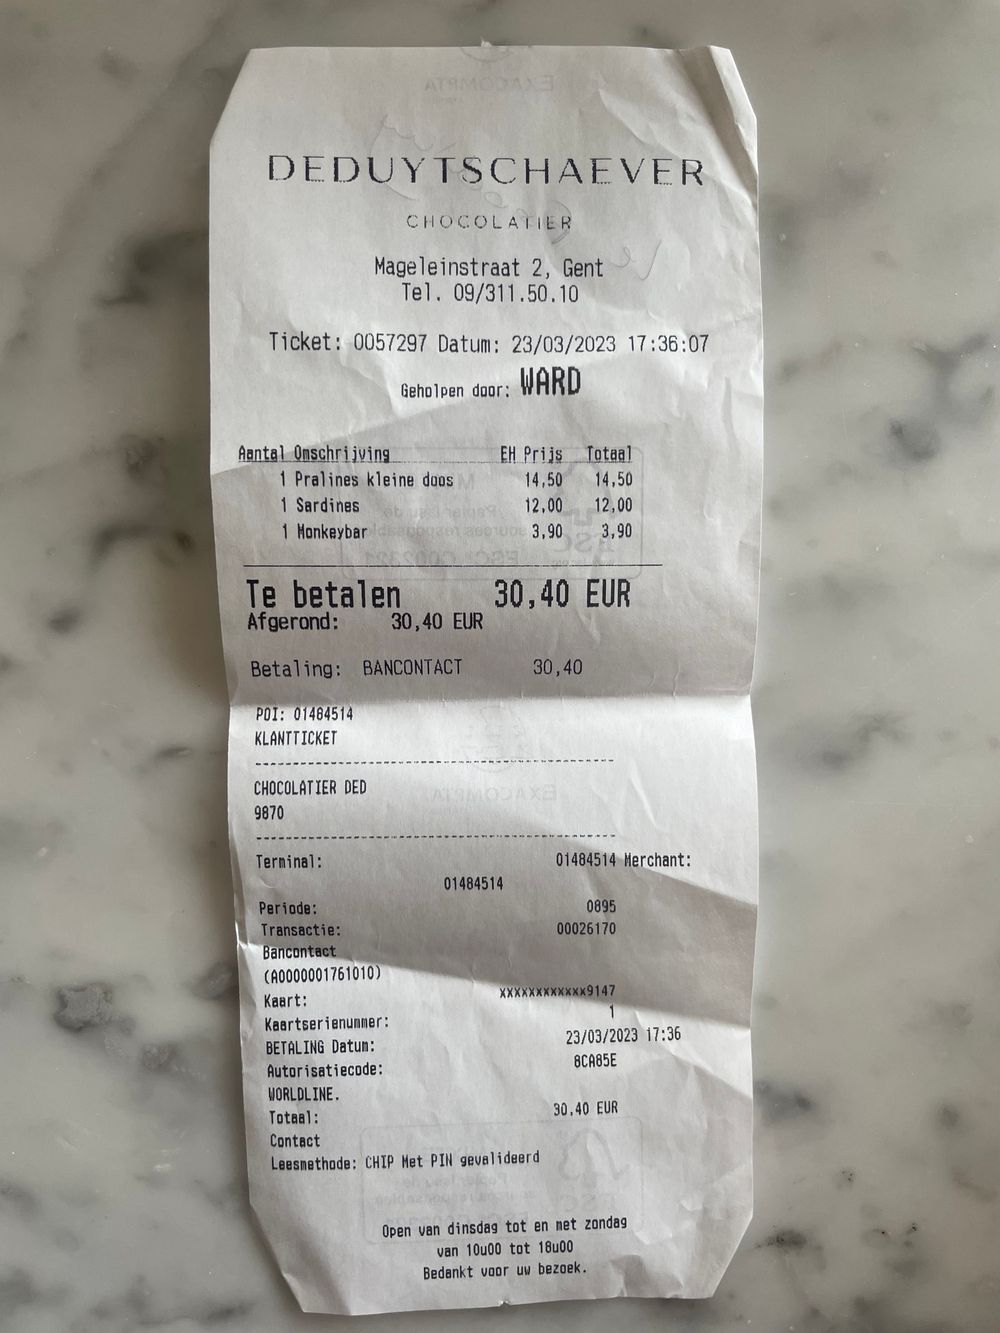 DEDUYTSCHAEVER
CHOCOLATIER
Mageleinstraat 2, Gent
Tel. 09/311.50.10
Ticket: 0057297 Datum: 23/03/2023 17:36:07
Geholpen door: WARD
Aantal Omschrijving EH Prijs Totaal
1 Pralines kleine doos 14,50 14,50
1 Sardines 12,00 12,00
1 Monkeybar 3,90 3,90
Te betalen 30,40 EUR
Afgerond: 30,40 EUR
Betaling: BANCONTACT 30,40
POI: 01484514
KLANTTICKET
CHOCOLATIER DED
9870
Terminal: 01484514 Merchant:
01484514
Periode: 0895
Transactie: 00026170
Bancontact
(A0000001761010)
Kaart: xxxxxxxxxxxx9147
Kaartserienummer: 1
BETALING Datum: 23/03/2023 17:36
Autorisatiecode: 8CA85E
WORLDLINE.
Totaal: 30,40 EUR
Contact
Leesmethode: CHIP Met PIN gevalideerd
Open van dinsdag tot en met zondag
van 10u00 tot 18u00
Bedankt voor uw bezoek.